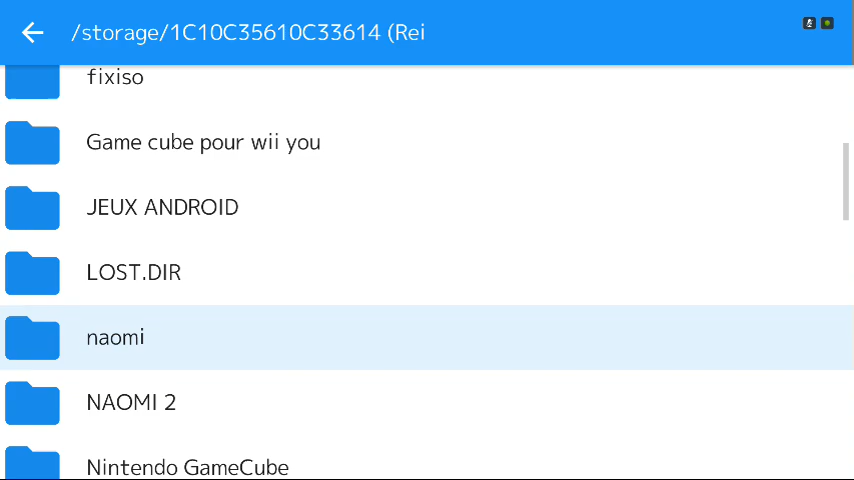 /storage/1C10C35610C33614 (Rei
fixiso
Game cube pour wii you
JEUX ANDROID
LOST.DIR
naomi
NAOMI 2
Nintendo GameCube